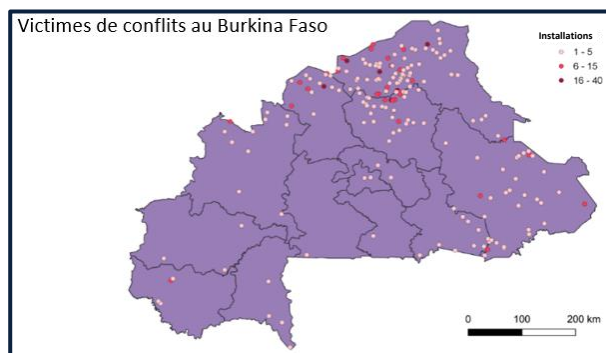 Victimes de conflits au Burkina Faso
Installations
1 - 5
6 - 15
16 - 40
0 100 200 km